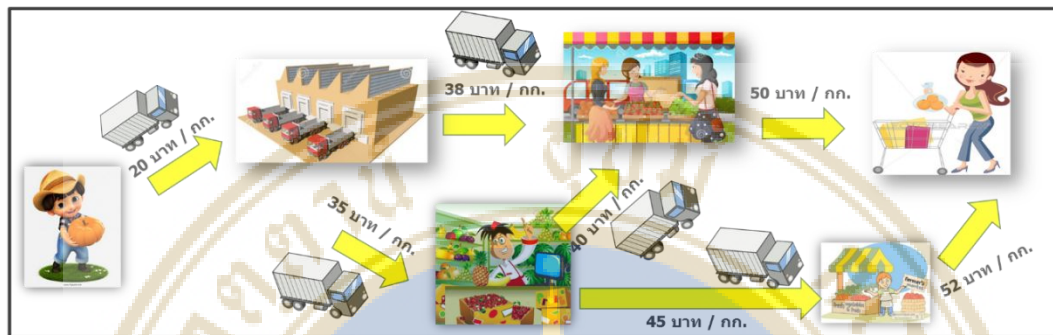 38 บาท / กก.
50 บาท / กก.
20 บาท / กก.
35 บาท / กก.
40 บาท / กก.
52 บาท / กก.
45 บาท / กก.